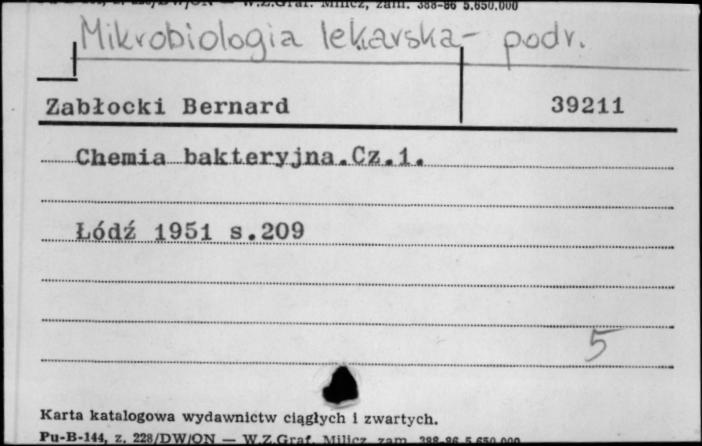 Mikrobiologia lekarska - podr.
Zabłocki Bernard 39211
Chemia bakteryjna.Cz.1.
Łódź 1951 s.209
5
Karta katalogowa wydawnictw ciągłych i zwartych.
Pu-B-144, z. 228/DW/ON — W.Z.Graf. Milicz zam. 388-86 5.650.000